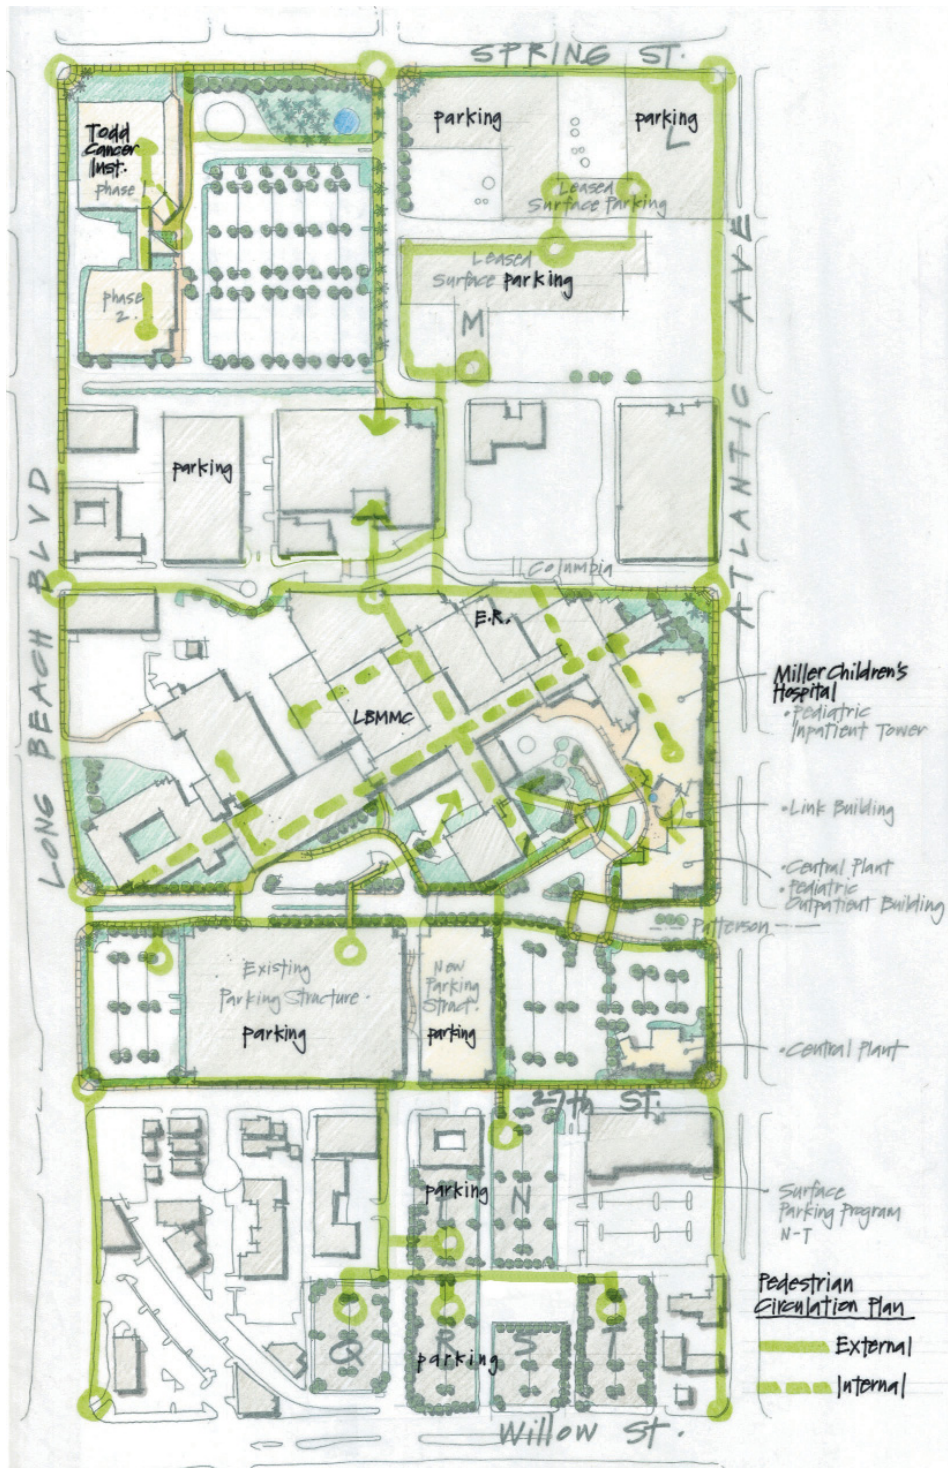 SPRING ST.
parking
parking
L
Todd
Cancer
Inst.
phase
Leased
Surface Parking
Leased
Surface parking
phase
2.
M
ATLANTIC AVE
parking
LONG BEACH BLVD
Columbia
E.R.
LBMMC
Miller Children's
Hospital
• Pediatric
Inpatient Tower
• Link Building
• Central Plant
• Pediatric
Outpatient Building
Patterson
Existing
Parking Structure.
parking
New
Parking
Struct.
parking
• Central Plant
27th ST.
parking
N
Surface
Parking Program
N-T
Pedestrian
Circulation Plan
External
Internal
Q
R
S
T
parking
Willow St.